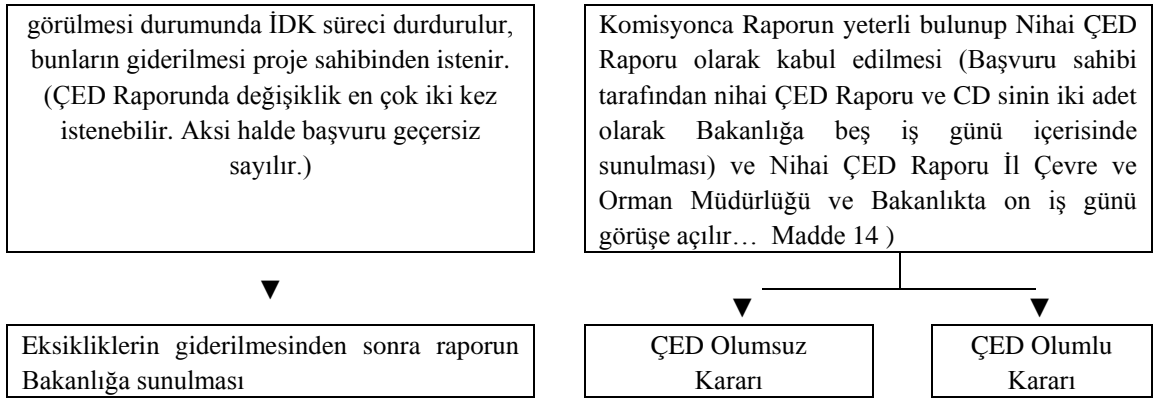 görülmesi durumunda İDK süreci durdurulur,
bunların giderilmesi proje sahibinden istenir.
(ÇED Raporunda değişiklik en çok iki kez
istenebilir. Aksi halde başvuru geçersiz
sayılır.)
Komisyonca Raporun yeterli bulunup Nihai ÇED
Raporu olarak kabul edilmesi (Başvuru sahibi
tarafından nihai ÇED Raporu ve CD sinin iki adet
olarak Bakanlığa beş iş günü içerisinde
sunulması) ve Nihai ÇED Raporu İl Çevre ve
Orman Müdürlüğü ve Bakanlıkta on iş günü
görüşe açılır… Madde 14 )
Eksikliklerin giderilmesinden sonra raporun
Bakanlığa sunulması
ÇED Olumsuz
Kararı
ÇED Olumlu
Kararı